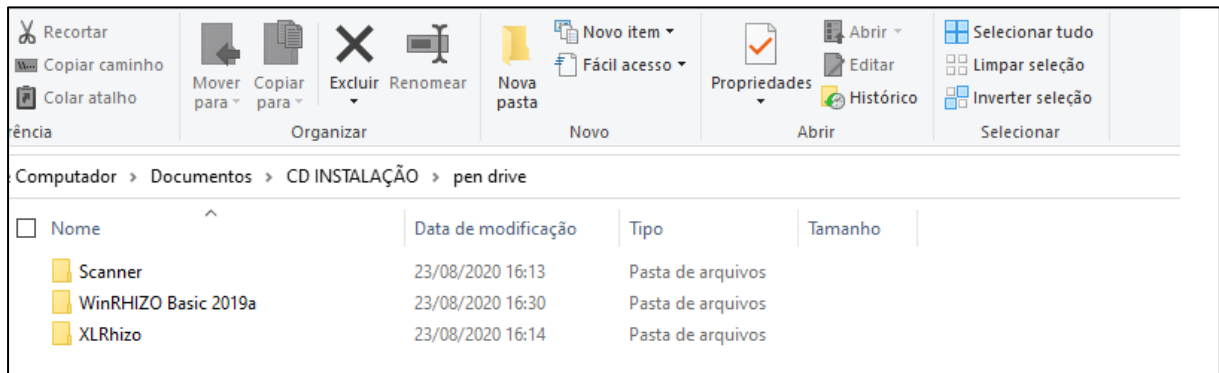 Recortar
Copiar caminho
Colar atalho
Mover para
Copiar para
Excluir
Renomear
Nova pasta
Novo item
Fácil acesso
Propriedades
Abrir
Editar
Histórico
Selecionar tudo
Limpar seleção
Inverter seleção
rência
Organizar
Novo
Abrir
Selecionar
Computador > Documentos > CD INSTALAÇÃO > pen drive
Nome Data de modificação Tipo Tamanho
Scanner 23/08/2020 16:13 Pasta de arquivos
WinRHIZO Basic 2019a 23/08/2020 16:30 Pasta de arquivos
XLRhizo 23/08/2020 16:14 Pasta de arquivos